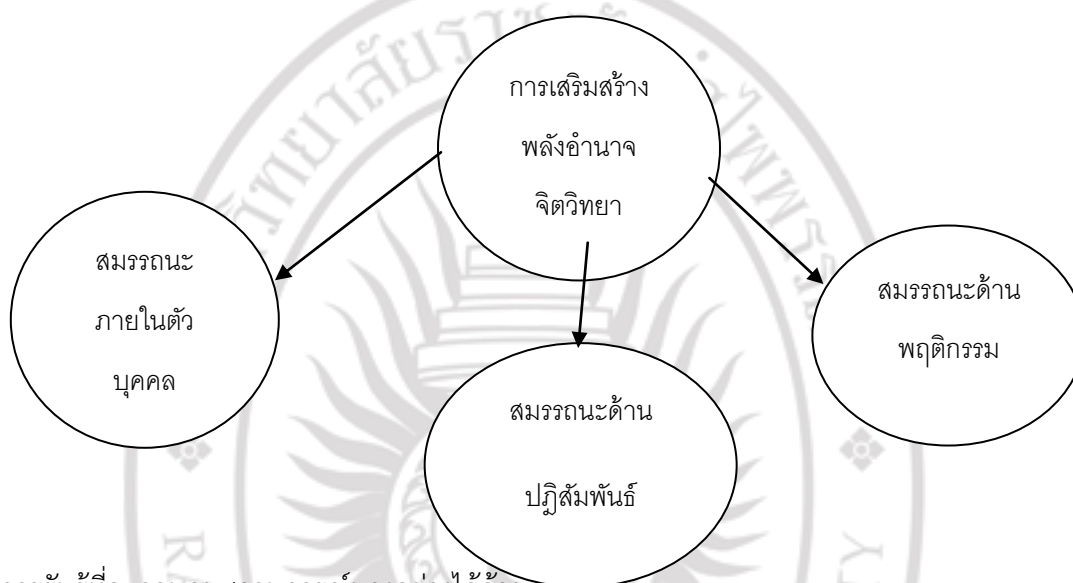 การเสริมสร้าง
พลังอำนาจ
จิตวิทยา
สมรรถนะ
ภายในตัว
บุคคล
สมรรถนะด้าน
ปฎิสัมพันธ์
สมรรถนะด้าน
พฤติกรรม